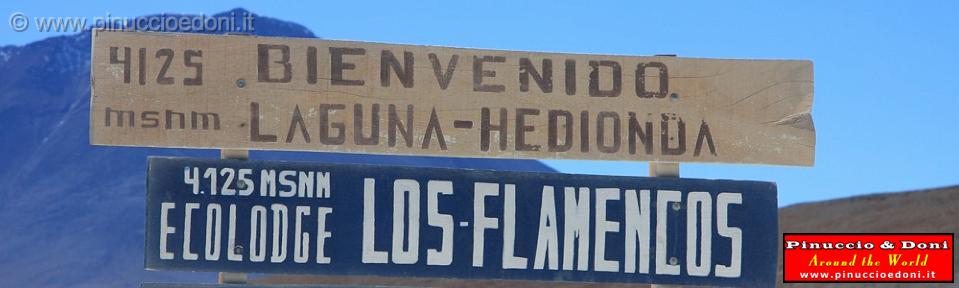 © www.pinuccioedoni.it
4125 BIENVENIDO
msnm LAGUNA-HEDIONDA
4.125 MSNM
ECOLODGE LOS-FLAMENCOS
Pinuccio & Doni
Around the World
www.pinuccioedoni.it